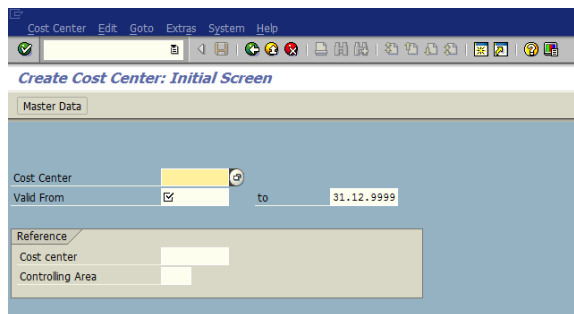 Cost Center Edit Goto Extras System Help
Create Cost Center: Initial Screen
Master Data
Cost Center
Valid From to 31.12.9999
Reference
Cost center
Controlling Area